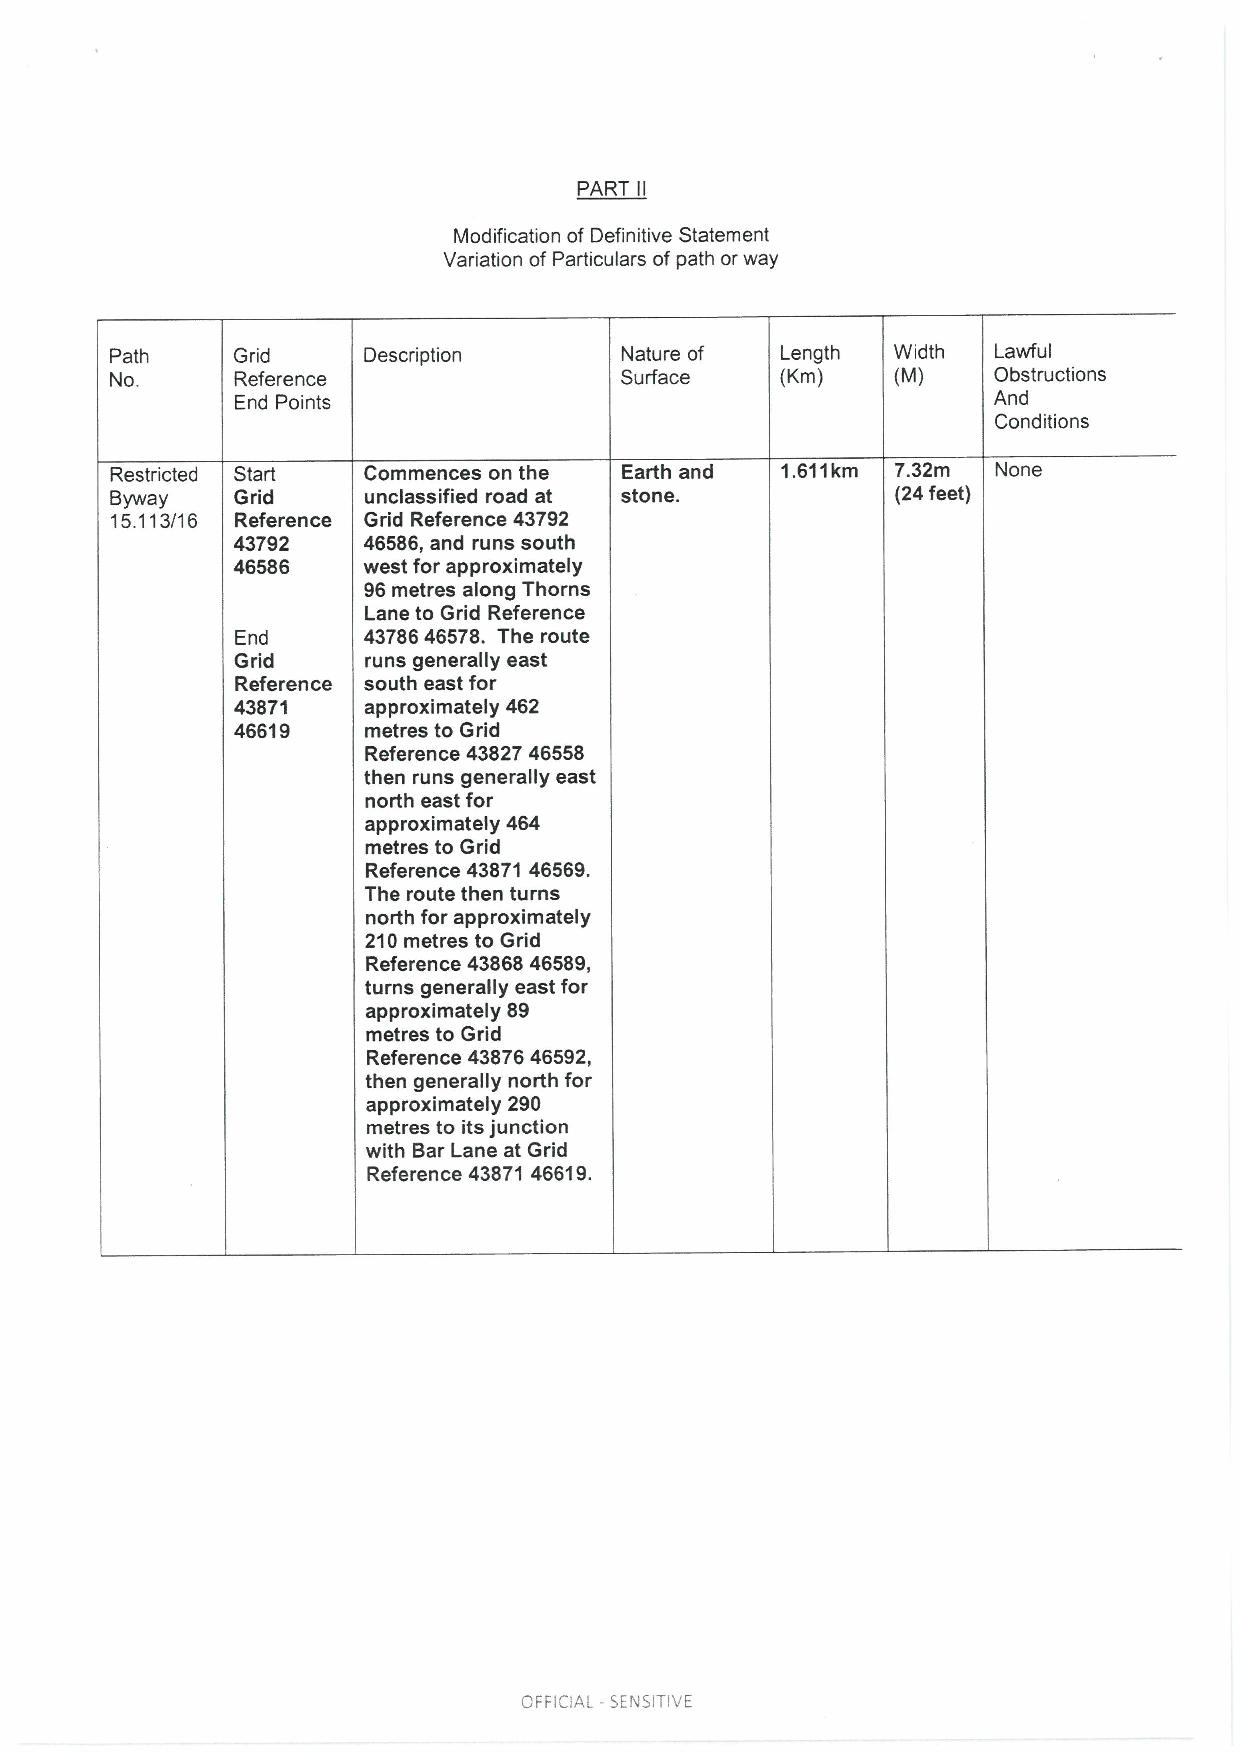 PART II
Modification of Definitive Statement
Variation of Particulars of path or way
Path
No.
Grid
Reference
End Points
Description
Nature of
Surface
Length
(Km)
Width
(M)
Lawful
Obstructions
And
Conditions
Restricted
Byway
15.113/16
Start
Grid
Reference
43792
46586
End
Grid
Reference
43871
46619
Commences on the
unclassified road at
Grid Reference 43792
46586, and runs south
west for approximately
96 metres along Thorns
Lane to Grid Reference
43786 46578. The route
runs generally east
south east for
approximately 462
metres to Grid
Reference 43827 46558
then runs generally east
north east for
approximately 464
metres to Grid
Reference 43871 46569.
The route then turns
north for approximately
210 metres to Grid
Reference 43868 46589,
turns generally east for
approximately 89
metres to Grid
Reference 43876 46592,
then generally north for
approximately 290
metres to its junction
with Bar Lane at Grid
Reference 43871 46619.
Earth and
stone.
1.611km
7.32m
(24 feet)
None
OFFICIAL - SENSITIVE